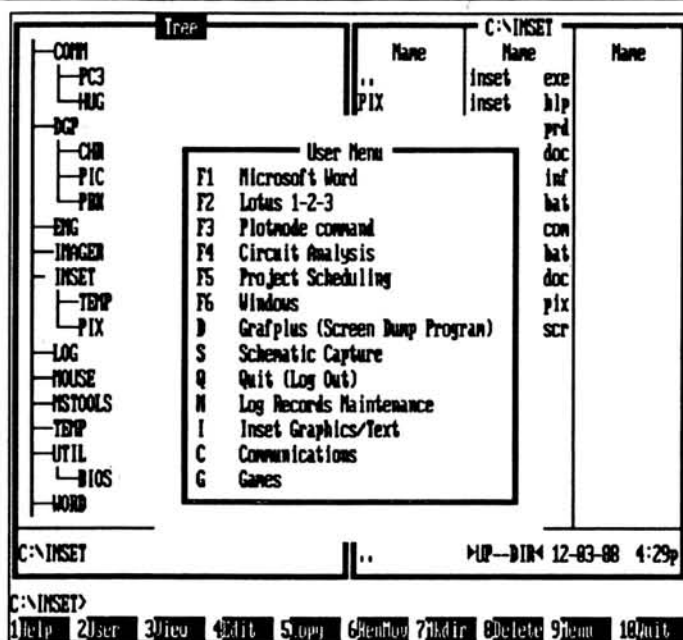 Tree
COMM
PC3
HUG
DGP
CHR
PIC
PRN
EMG
IMAGER
INSET
TEMP
PIX
LOG
MOUSE
MSTOOLS
TEMP
UTIL
BIOS
WORD
C:\INSET
C:\INSET
Name Name Name
.. inset exe
PIX inset hlp
prd
doc
inf
bat
com
bat
doc
pix
scr
User Menu
F1 Microsoft Word
F2 Lotus 1-2-3
F3 Plotmode command
F4 Circuit Analysis
F5 Project Scheduling
F6 Windows
D Grafplus (Screen Dump Program)
S Schematic Capture
Q Quit (Log Out)
M Log Records Maintenance
I Inset Graphics/Text
C Communications
G Games
.. ►UP--DIR◄ 12-03-88 4:29p
C:\INSET>
1Help 2User 3View 4Edit 5Copy 6RenMov 7Mkdir 8Delete 9Menu 10Quit